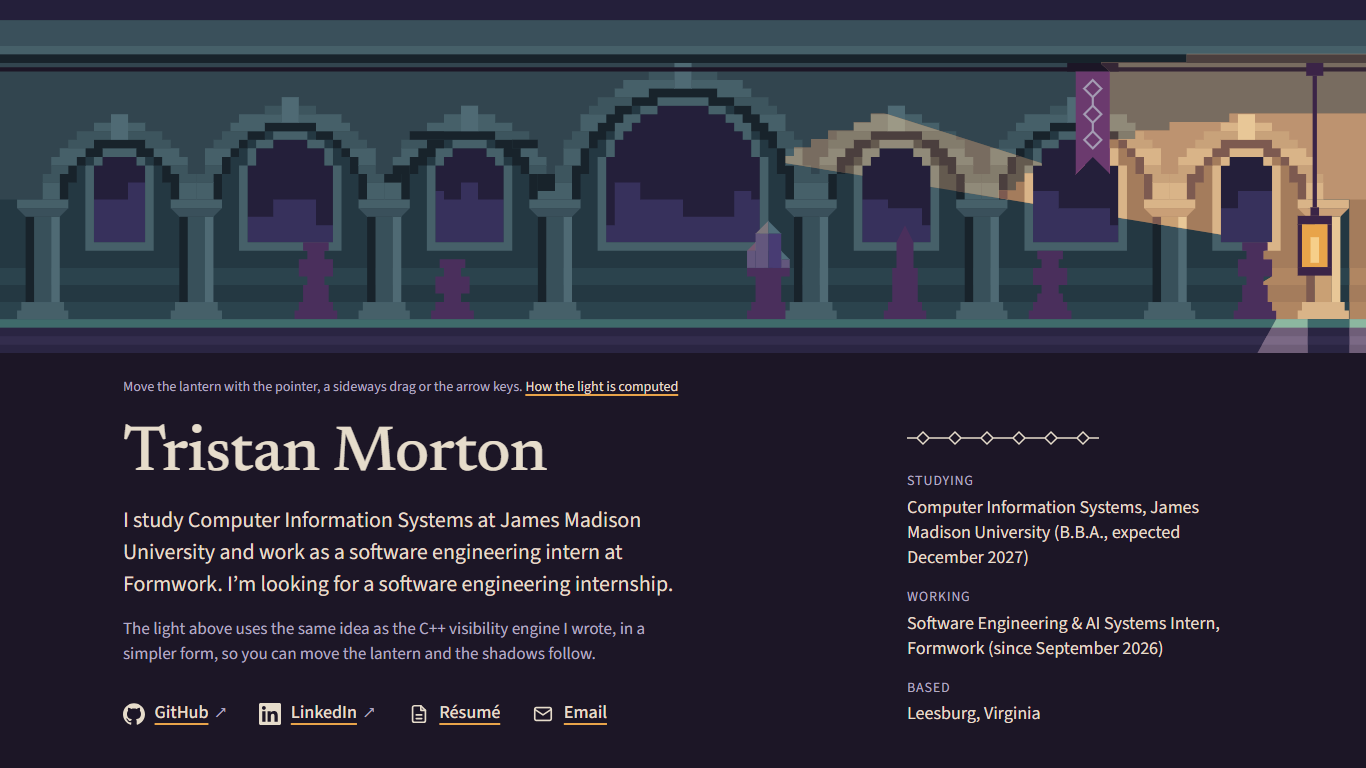 Move the lantern with the pointer, a sideways drag or the arrow keys. How the light is computed
Tristan Morton
I study Computer Information Systems at James Madison
University and work as a software engineering intern at
Formwork. I’m looking for a software engineering internship.
The light above uses the same idea as the C++ visibility engine I wrote, in a
simpler form, so you can move the lantern and the shadows follow.
GitHub ↗ LinkedIn ↗ Résumé Email
STUDYING
Computer Information Systems, James
Madison University (B.B.A., expected
December 2027)
WORKING
Software Engineering & AI Systems Intern,
Formwork (since September 2026)
BASED
Leesburg, Virginia